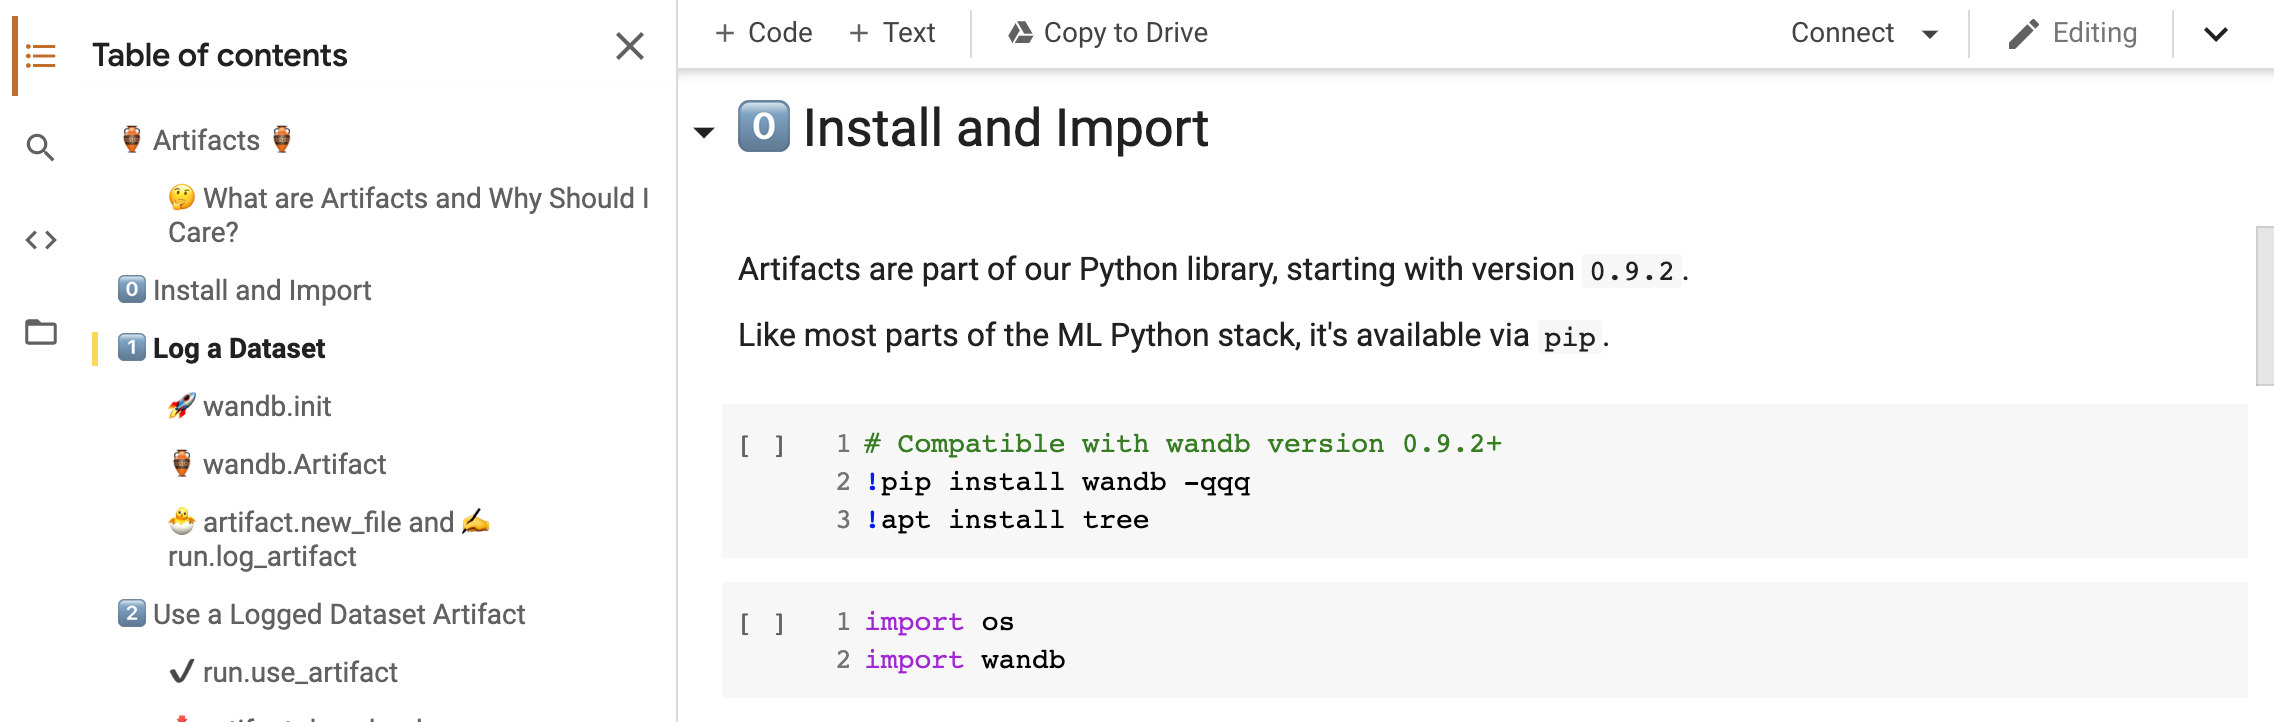 Table of contents
🏺 Artifacts 🏺
🤔 What are Artifacts and Why Should I
Care?
0️⃣ Install and Import
1️⃣ Log a Dataset
🚀 wandb.init
🏺 wandb.Artifact
🐣 artifact.new_file and ✍️
run.log_artifact
2️⃣ Use a Logged Dataset Artifact
✔️ run.use_artifact
+ Code + Text Copy to Drive Connect Editing
0️⃣ Install and Import
Artifacts are part of our Python library, starting with version 0.9.2.
Like most parts of the ML Python stack, it's available via pip.
[ ] 1 # Compatible with wandb version 0.9.2+
2 !pip install wandb -qqq
3 !apt install tree
[ ] 1 import os
2 import wandb